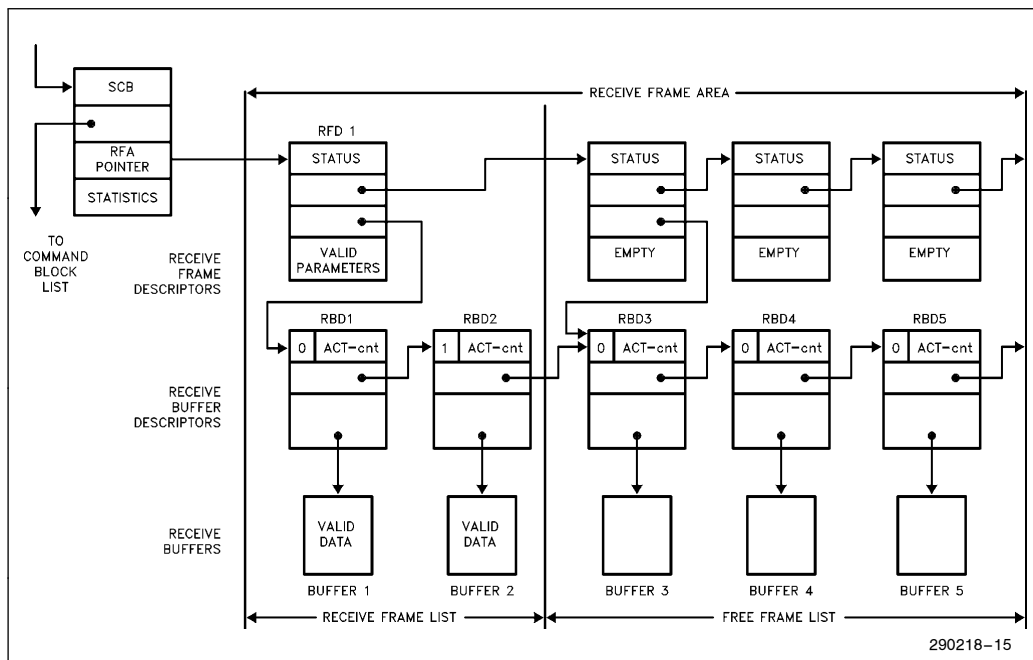 SCB
RFA
POINTER
STATISTICS
TO
COMMAND
BLOCK
LIST
RECEIVE FRAME AREA
RFD 1
STATUS
STATUS
STATUS
STATUS
VALID
PARAMETERS
EMPTY
EMPTY
EMPTY
RECEIVE
FRAME
DESCRIPTORS
RBD1
RBD2
RBD3
RBD4
RBD5
0 ACT-cnt
1 ACT-cnt
0 ACT-cnt
0 ACT-cnt
0 ACT-cnt
RECEIVE
BUFFER
DESCRIPTORS
VALID
DATA
VALID
DATA
RECEIVE
BUFFERS
BUFFER 1
BUFFER 2
BUFFER 3
BUFFER 4
BUFFER 5
RECEIVE FRAME LIST
FREE FRAME LIST
290218-15